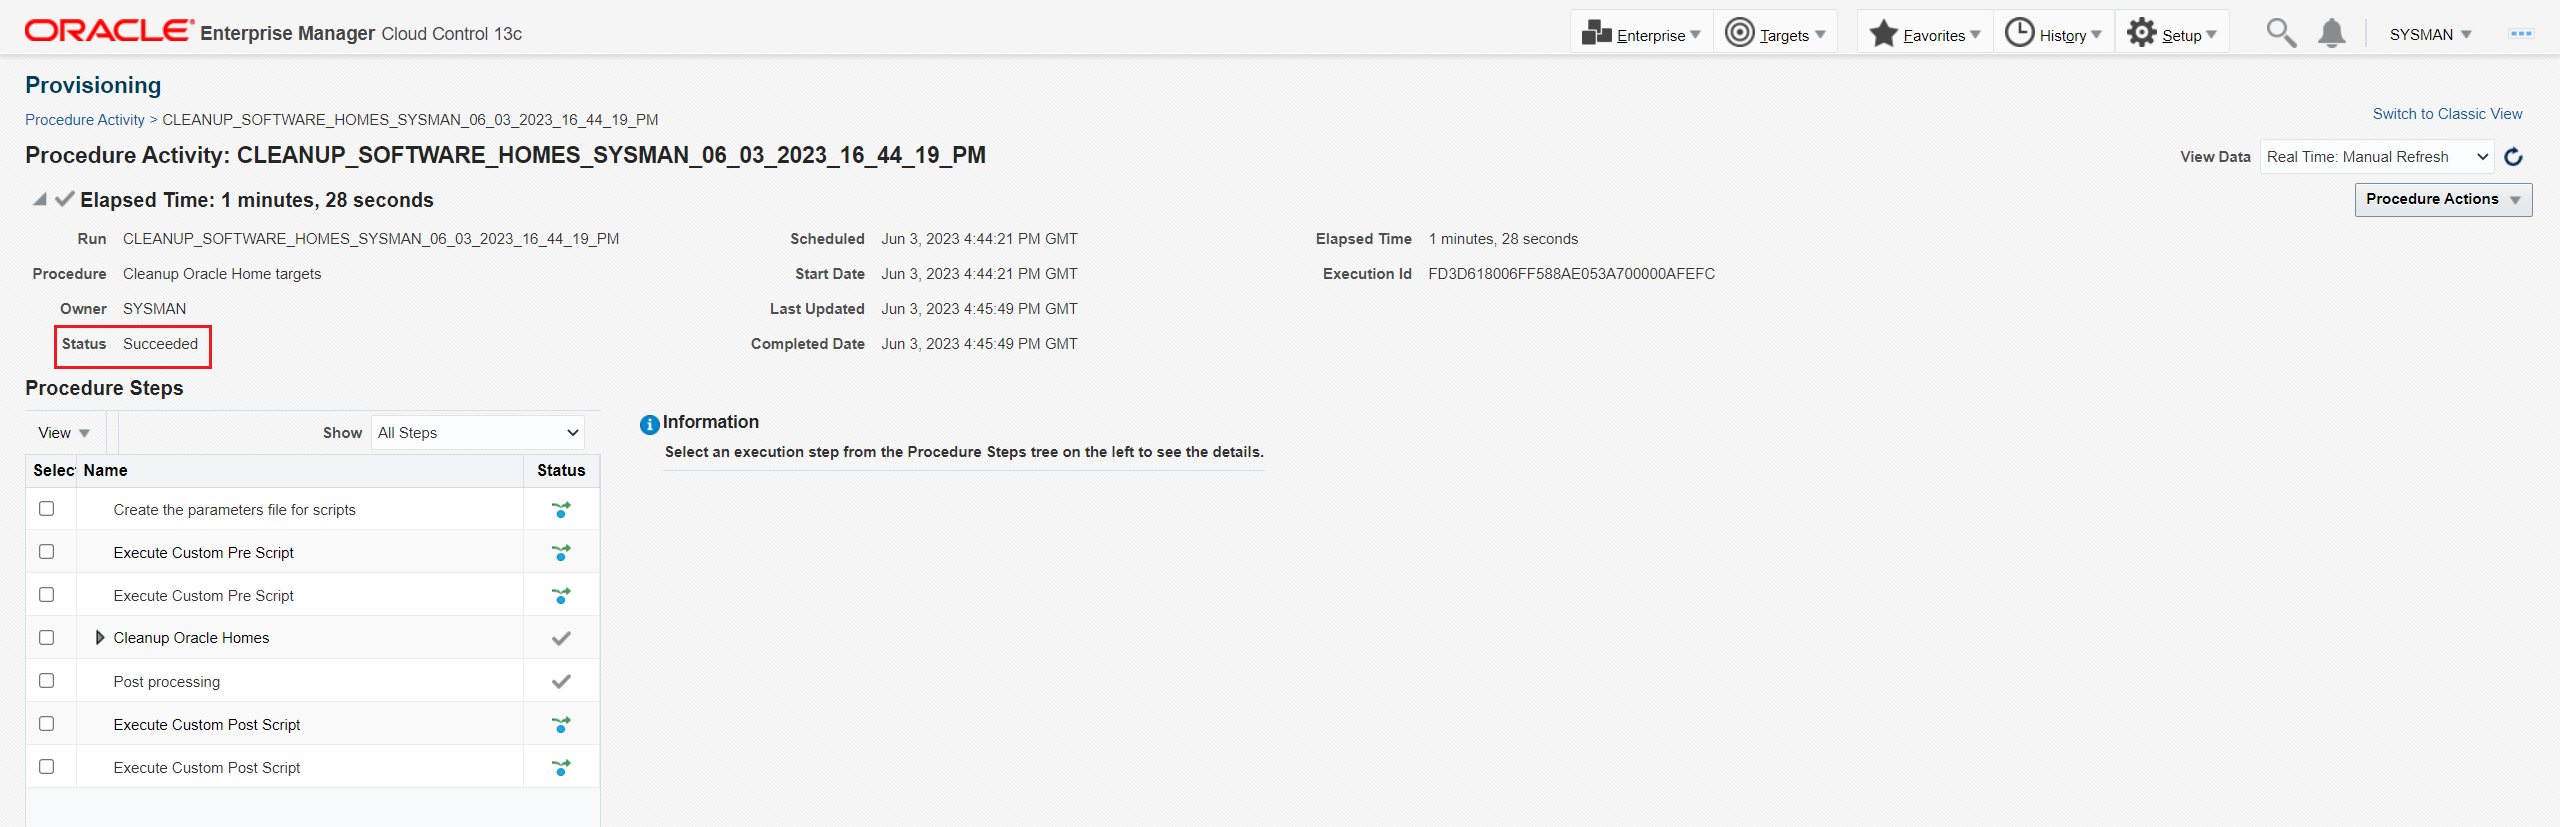 ORACLE Enterprise Manager Cloud Control 13c
Enterprise
Targets
Favorites
History
Setup
SYSMAN
Provisioning
Procedure Activity > CLEANUP_SOFTWARE_HOMES_SYSMAN_06_03_2023_16_44_19_PM
Switch to Classic View
Procedure Activity: CLEANUP_SOFTWARE_HOMES_SYSMAN_06_03_2023_16_44_19_PM
View Data Real Time: Manual Refresh
Elapsed Time: 1 minutes, 28 seconds
Procedure Actions
Run CLEANUP_SOFTWARE_HOMES_SYSMAN_06_03_2023_16_44_19_PM
Procedure Cleanup Oracle Home targets
Owner SYSMAN
Status Succeeded
Scheduled Jun 3, 2023 4:44:21 PM GMT
Start Date Jun 3, 2023 4:44:21 PM GMT
Last Updated Jun 3, 2023 4:45:49 PM GMT
Completed Date Jun 3, 2023 4:45:49 PM GMT
Elapsed Time 1 minutes, 28 seconds
Execution Id FD3D618006FF588AE053A700000AFEFC
Procedure Steps
View
Show All Steps
Selec Name Status
Create the parameters file for scripts
Execute Custom Pre Script
Execute Custom Pre Script
Cleanup Oracle Homes
Post processing
Execute Custom Post Script
Execute Custom Post Script
Information
Select an execution step from the Procedure Steps tree on the left to see the details.